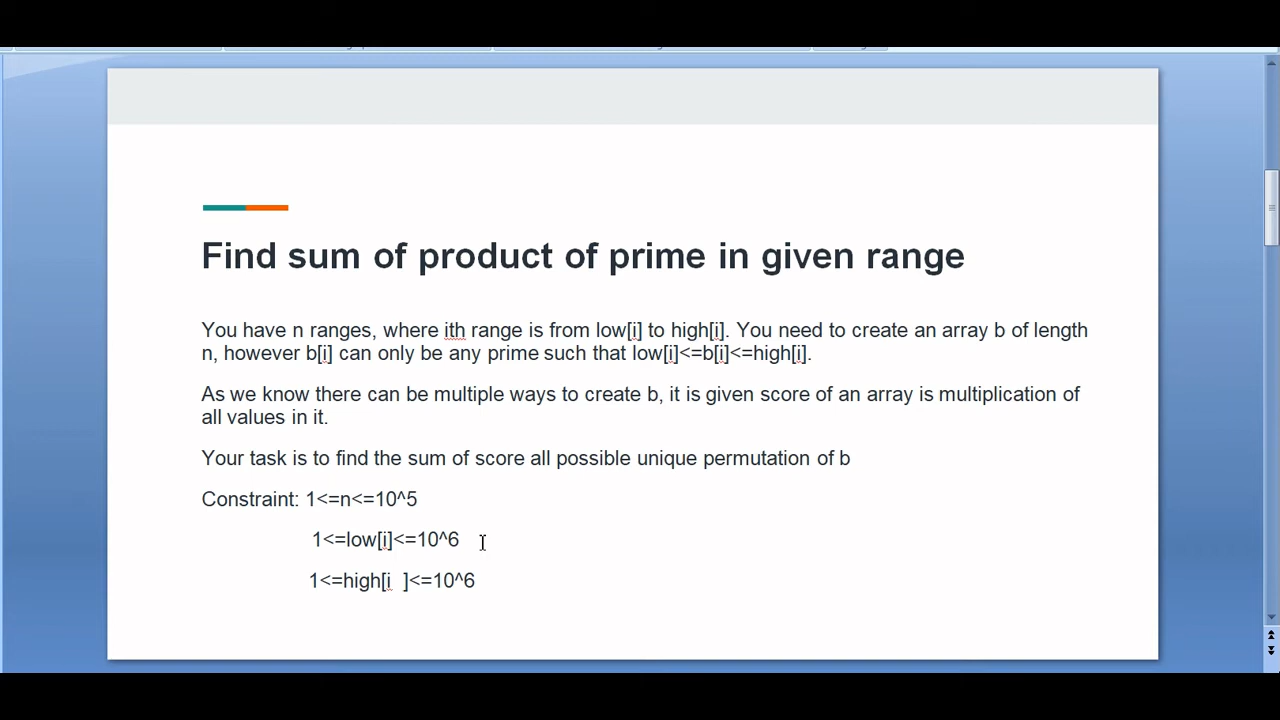 Find sum of product of prime in given range
You have n ranges, where ith range is from low[i] to high[i]. You need to create an array b of length
n, however b[i] can only be any prime such that low[i]<=b[i]<=high[i].
As we know there can be multiple ways to create b, it is given score of an array is multiplication of
all values in it.
Your task is to find the sum of score all possible unique permutation of b
Constraint: 1<=n<=10^5
1<=low[i]<=10^6
1<=high[i  ]<=10^6